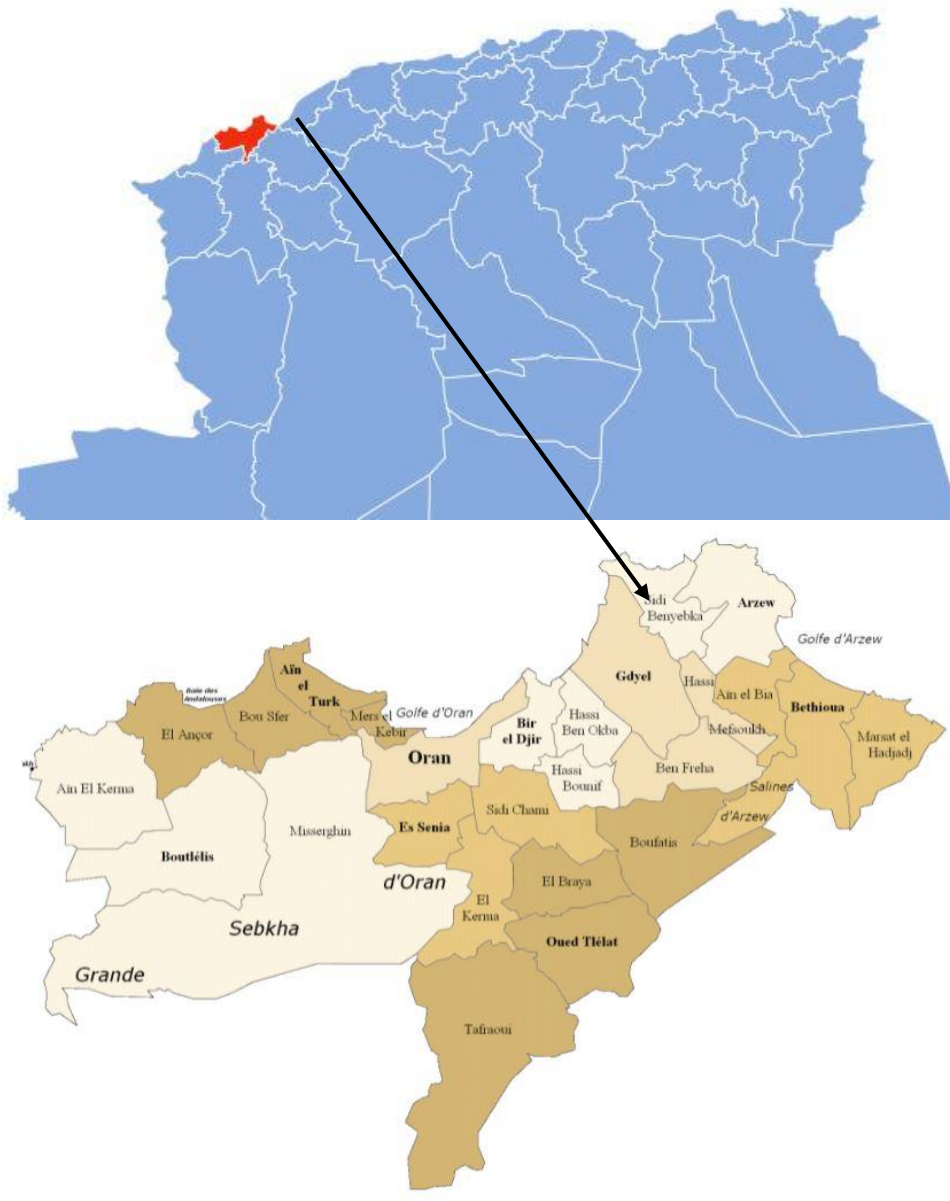 Sidi
Benyebka
Arzew
Golfe d'Arzew
Aïn
el
Turk
Baie des
Andalouses
Gdyel
Hassi
Mefsoukh
Ain el Bia
Bethioua
Marsat el
Hadjadj
El Ançor
Bou Sfer
Mers el
Kebir
Golfe d'Oran
Bir
el Djir
Hassi
Ben Okba
Oran
Hassi
Bounif
Ben Freha
Ain El Kerma
Salines
d'Arzew
Misserghin
Es Senia
Sidi Chami
Boufatis
Boutlélis
d'Oran
El Braya
El
Kerma
Sebkha
Oued Tlélat
Grande
Tafraoui